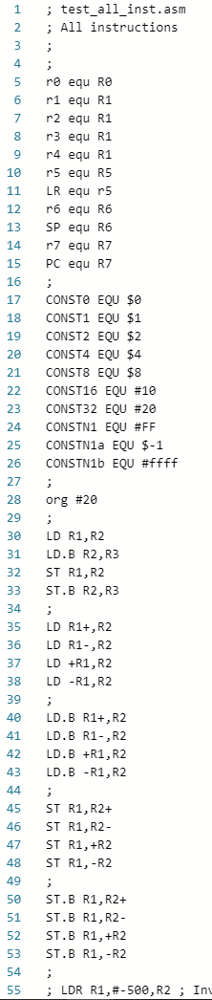 1 ; test_all_inst.asm
2 ; All instructions
3 ;
4 ;
5 r0 equ R0
6 r1 equ R1
7 r2 equ R1
8 r3 equ R1
9 r4 equ R1
10 r5 equ R5
11 LR equ r5
12 r6 equ R6
13 SP equ R6
14 r7 equ R7
15 PC equ R7
16 ;
17 CONST0 EQU $0
18 CONST1 EQU $1
19 CONST2 EQU $2
20 CONST4 EQU $4
21 CONST8 EQU $8
22 CONST16 EQU #10
23 CONST32 EQU #20
24 CONSTN1 EQU #FF
25 CONSTN1a EQU $-1
26 CONSTN1b EQU #ffff
27 ;
28 org #20
29 ;
30 LD R1,R2
31 LD.B R2,R3
32 ST R1,R2
33 ST.B R2,R3
34 ;
35 LD R1+,R2
36 LD R1-,R2
37 LD +R1,R2
38 LD -R1,R2
39 ;
40 LD.B R1+,R2
41 LD.B R1-,R2
42 LD.B +R1,R2
43 LD.B -R1,R2
44 ;
45 ST R1,R2+
46 ST R1,R2-
47 ST R1,+R2
48 ST R1,-R2
49 ;
50 ST.B R1,R2+
51 ST.B R1,R2-
52 ST.B R1,+R2
53 ST.B R1,-R2
54 ;
55 ; LDR R1,#-500,R2 ; Inv